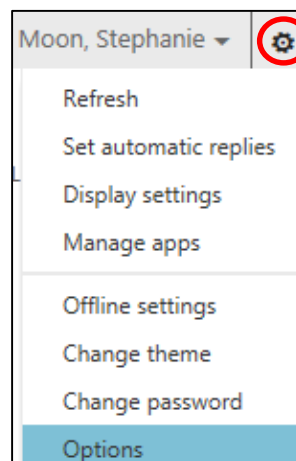 Moon, Stephanie
Refresh
Set automatic replies
Display settings
Manage apps
Offline settings
Change theme
Change password
Options